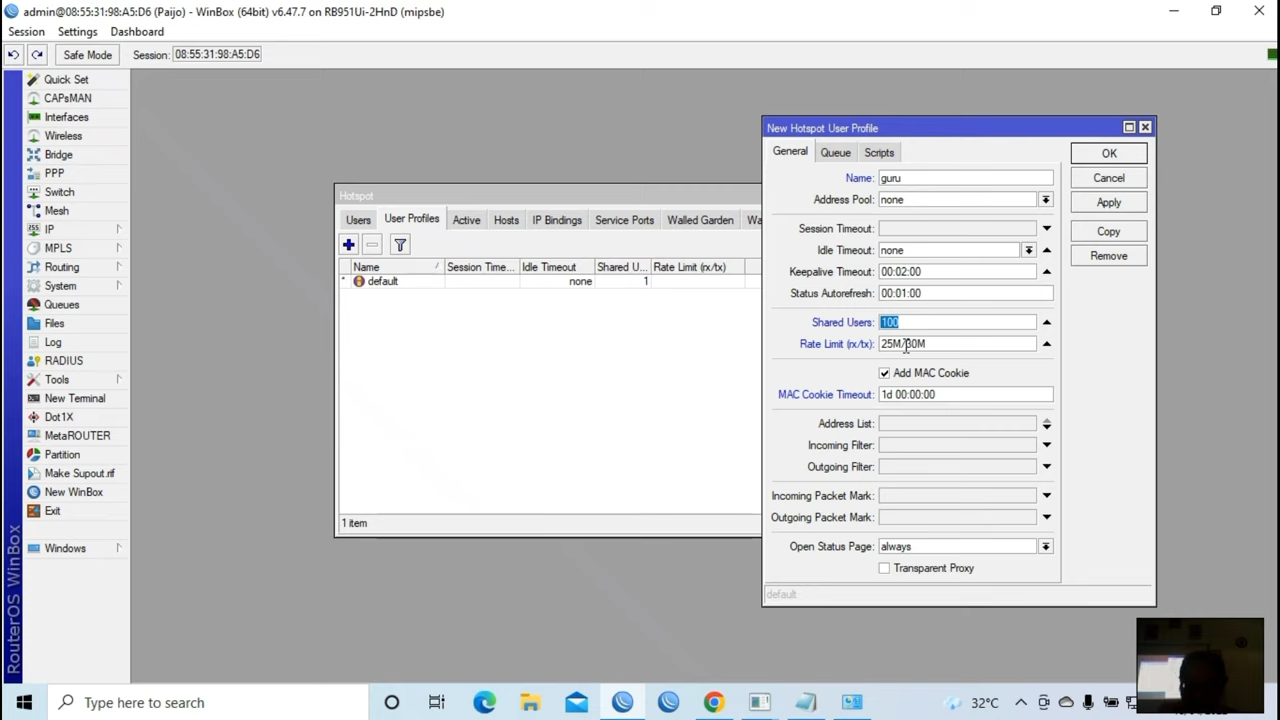 admin@08:55:31:98:A5:D6 (Paijo) - WinBox (64bit) v6.47.7 on RB951Ui-2HnD (mipsbe)
Session Settings Dashboard
Safe Mode Session: 08:55:31:98:A5:D6
Quick Set
CAPsMAN
Interfaces
Wireless
Bridge
PPP
Switch
Mesh
IP
MPLS
Routing
System
Queues
Files
Log
RADIUS
Tools
New Terminal
Dot1X
MetaROUTER
Partition
Make Supout.rif
New WinBox
Exit
Windows
RouterOS WinBox
Hotspot
Users User Profiles Active Hosts IP Bindings Service Ports Walled Garden Wa
Name Session Time... Idle Timeout Shared U... Rate Limit (rx/tx)
* default none 1
1 item
New Hotspot User Profile
General Queue Scripts
Name: guru
Address Pool: none
Session Timeout:
Idle Timeout: none
Keepalive Timeout: 00:02:00
Status Autorefresh: 00:01:00
Shared Users: 100
Rate Limit (rx/tx): 25M/30M
Add MAC Cookie
MAC Cookie Timeout: 1d 00:00:00
Address List:
Incoming Filter:
Outgoing Filter:
Incoming Packet Mark:
Outgoing Packet Mark:
Open Status Page: always
Transparent Proxy
default
OK
Cancel
Apply
Copy
Remove
Type here to search
32°C